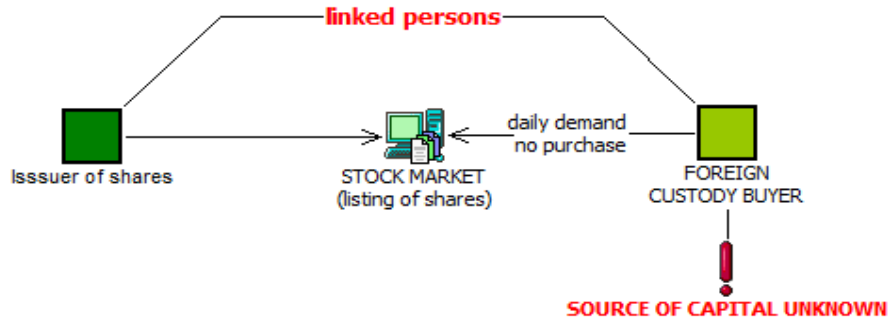 linked persons
daily demand
no purchase
Isssuer of shares
STOCK MARKET
(listing of shares)
FOREIGN
CUSTODY BUYER
SOURCE OF CAPITAL UNKNOWN